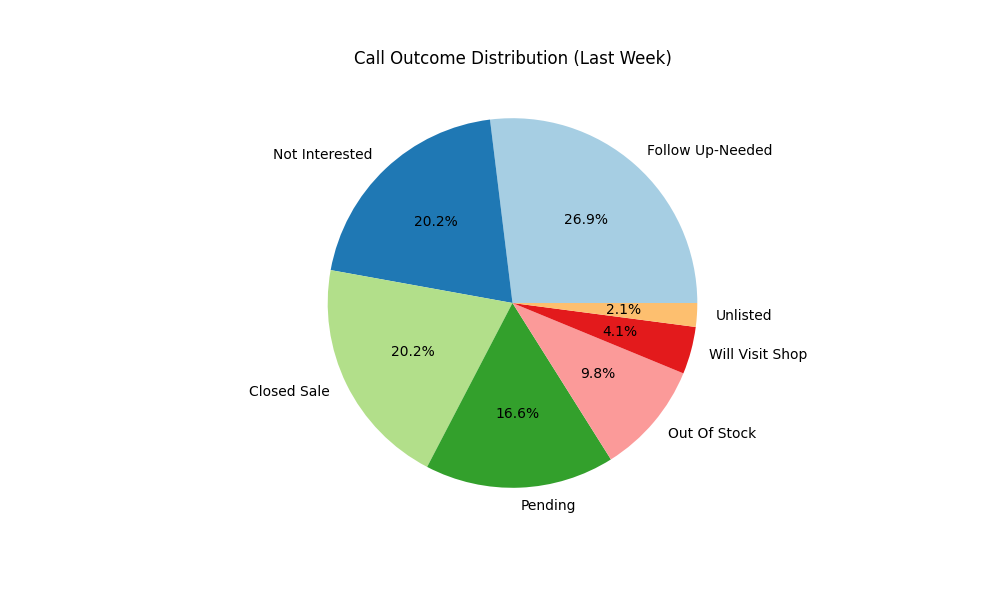 Call Outcome Distribution (Last Week)
Follow Up-Needed
26.9%
Not Interested
20.2%
Closed Sale
20.2%
Pending
16.6%
Out Of Stock
9.8%
Will Visit Shop
4.1%
Unlisted
2.1%